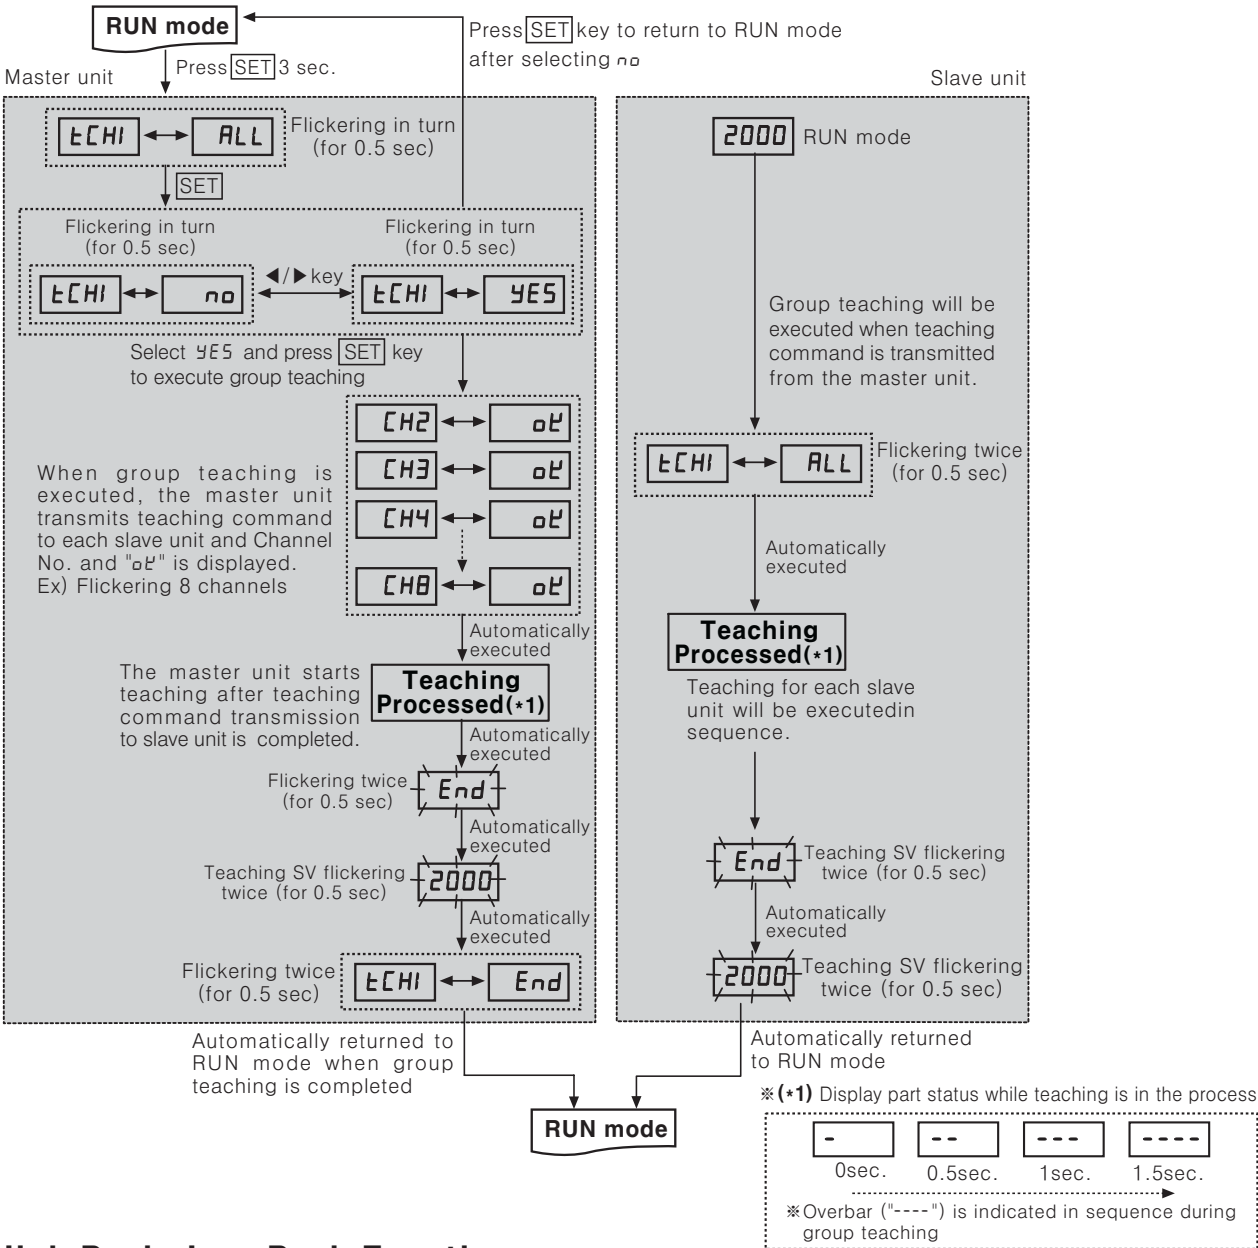 RUN mode
Press SET key to return to RUN mode
after selecting no
Press SET 3 sec.
Master unit
Slave unit
tCH1
ALL
Flickering in turn
(for 0.5 sec)
SET
Flickering in turn
(for 0.5 sec)
Flickering in turn
(for 0.5 sec)
tCH1
no
◀/▶ key
tCH1
YES
Select YES and press SET key
to execute group teaching
CH2
oK
CH3
oK
CH4
oK
CH8
oK
When group teaching is
executed, the master unit
transmits teaching command
to each slave unit and Channel
No. and "oK" is displayed.
Ex) Flickering 8 channels
Automatically
executed
The master unit starts
teaching after teaching
command transmission
to slave unit is completed.
Teaching
Processed(*1)
Automatically
executed
Flickering twice
(for 0.5 sec)
End
Automatically
executed
Teaching SV flickering
twice (for 0.5 sec)
2000
Automatically
executed
Flickering twice
(for 0.5 sec)
tCH1
End
Automatically returned to
RUN mode when group
teaching is completed
2000
RUN mode
Group teaching will be
executed when teaching
command is transmitted
from the master unit.
tCH1
ALL
Flickering twice
(for 0.5 sec)
Automatically
executed
Teaching
Processed(*1)
Teaching for each slave
unit will be executedin
sequence.
End
Teaching SV flickering
twice (for 0.5 sec)
Automatically
executed
2000
Teaching SV flickering
twice (for 0.5 sec)
Automatically returned
to RUN mode
RUN mode
※(*1) Display part status while teaching is in the process
-
--
---
----
0sec.
0.5sec.
1sec.
1.5sec.
※Overbar ("----") is indicated in sequence during
group teaching